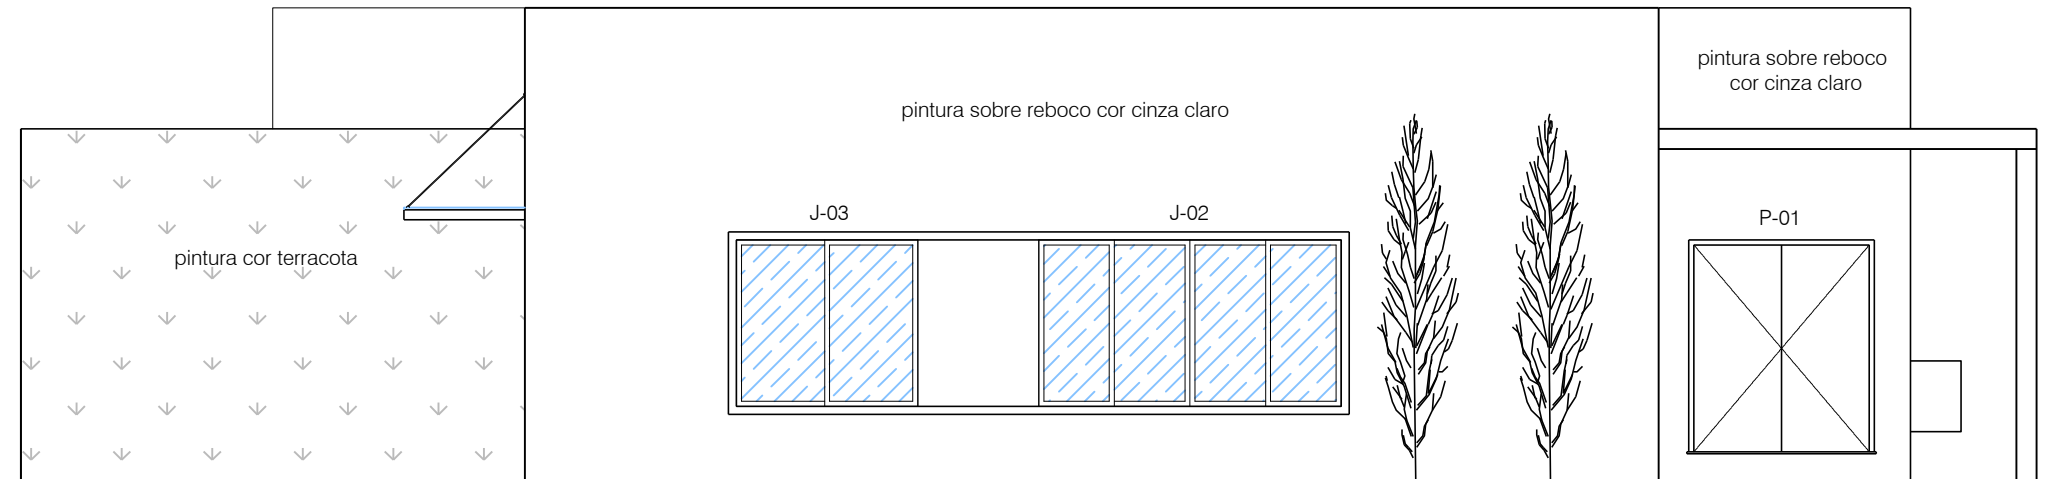 pintura sobre reboco
cor cinza claro
pintura sobre reboco cor cinza claro
J-03
J-02
P-01
pintura cor terracota